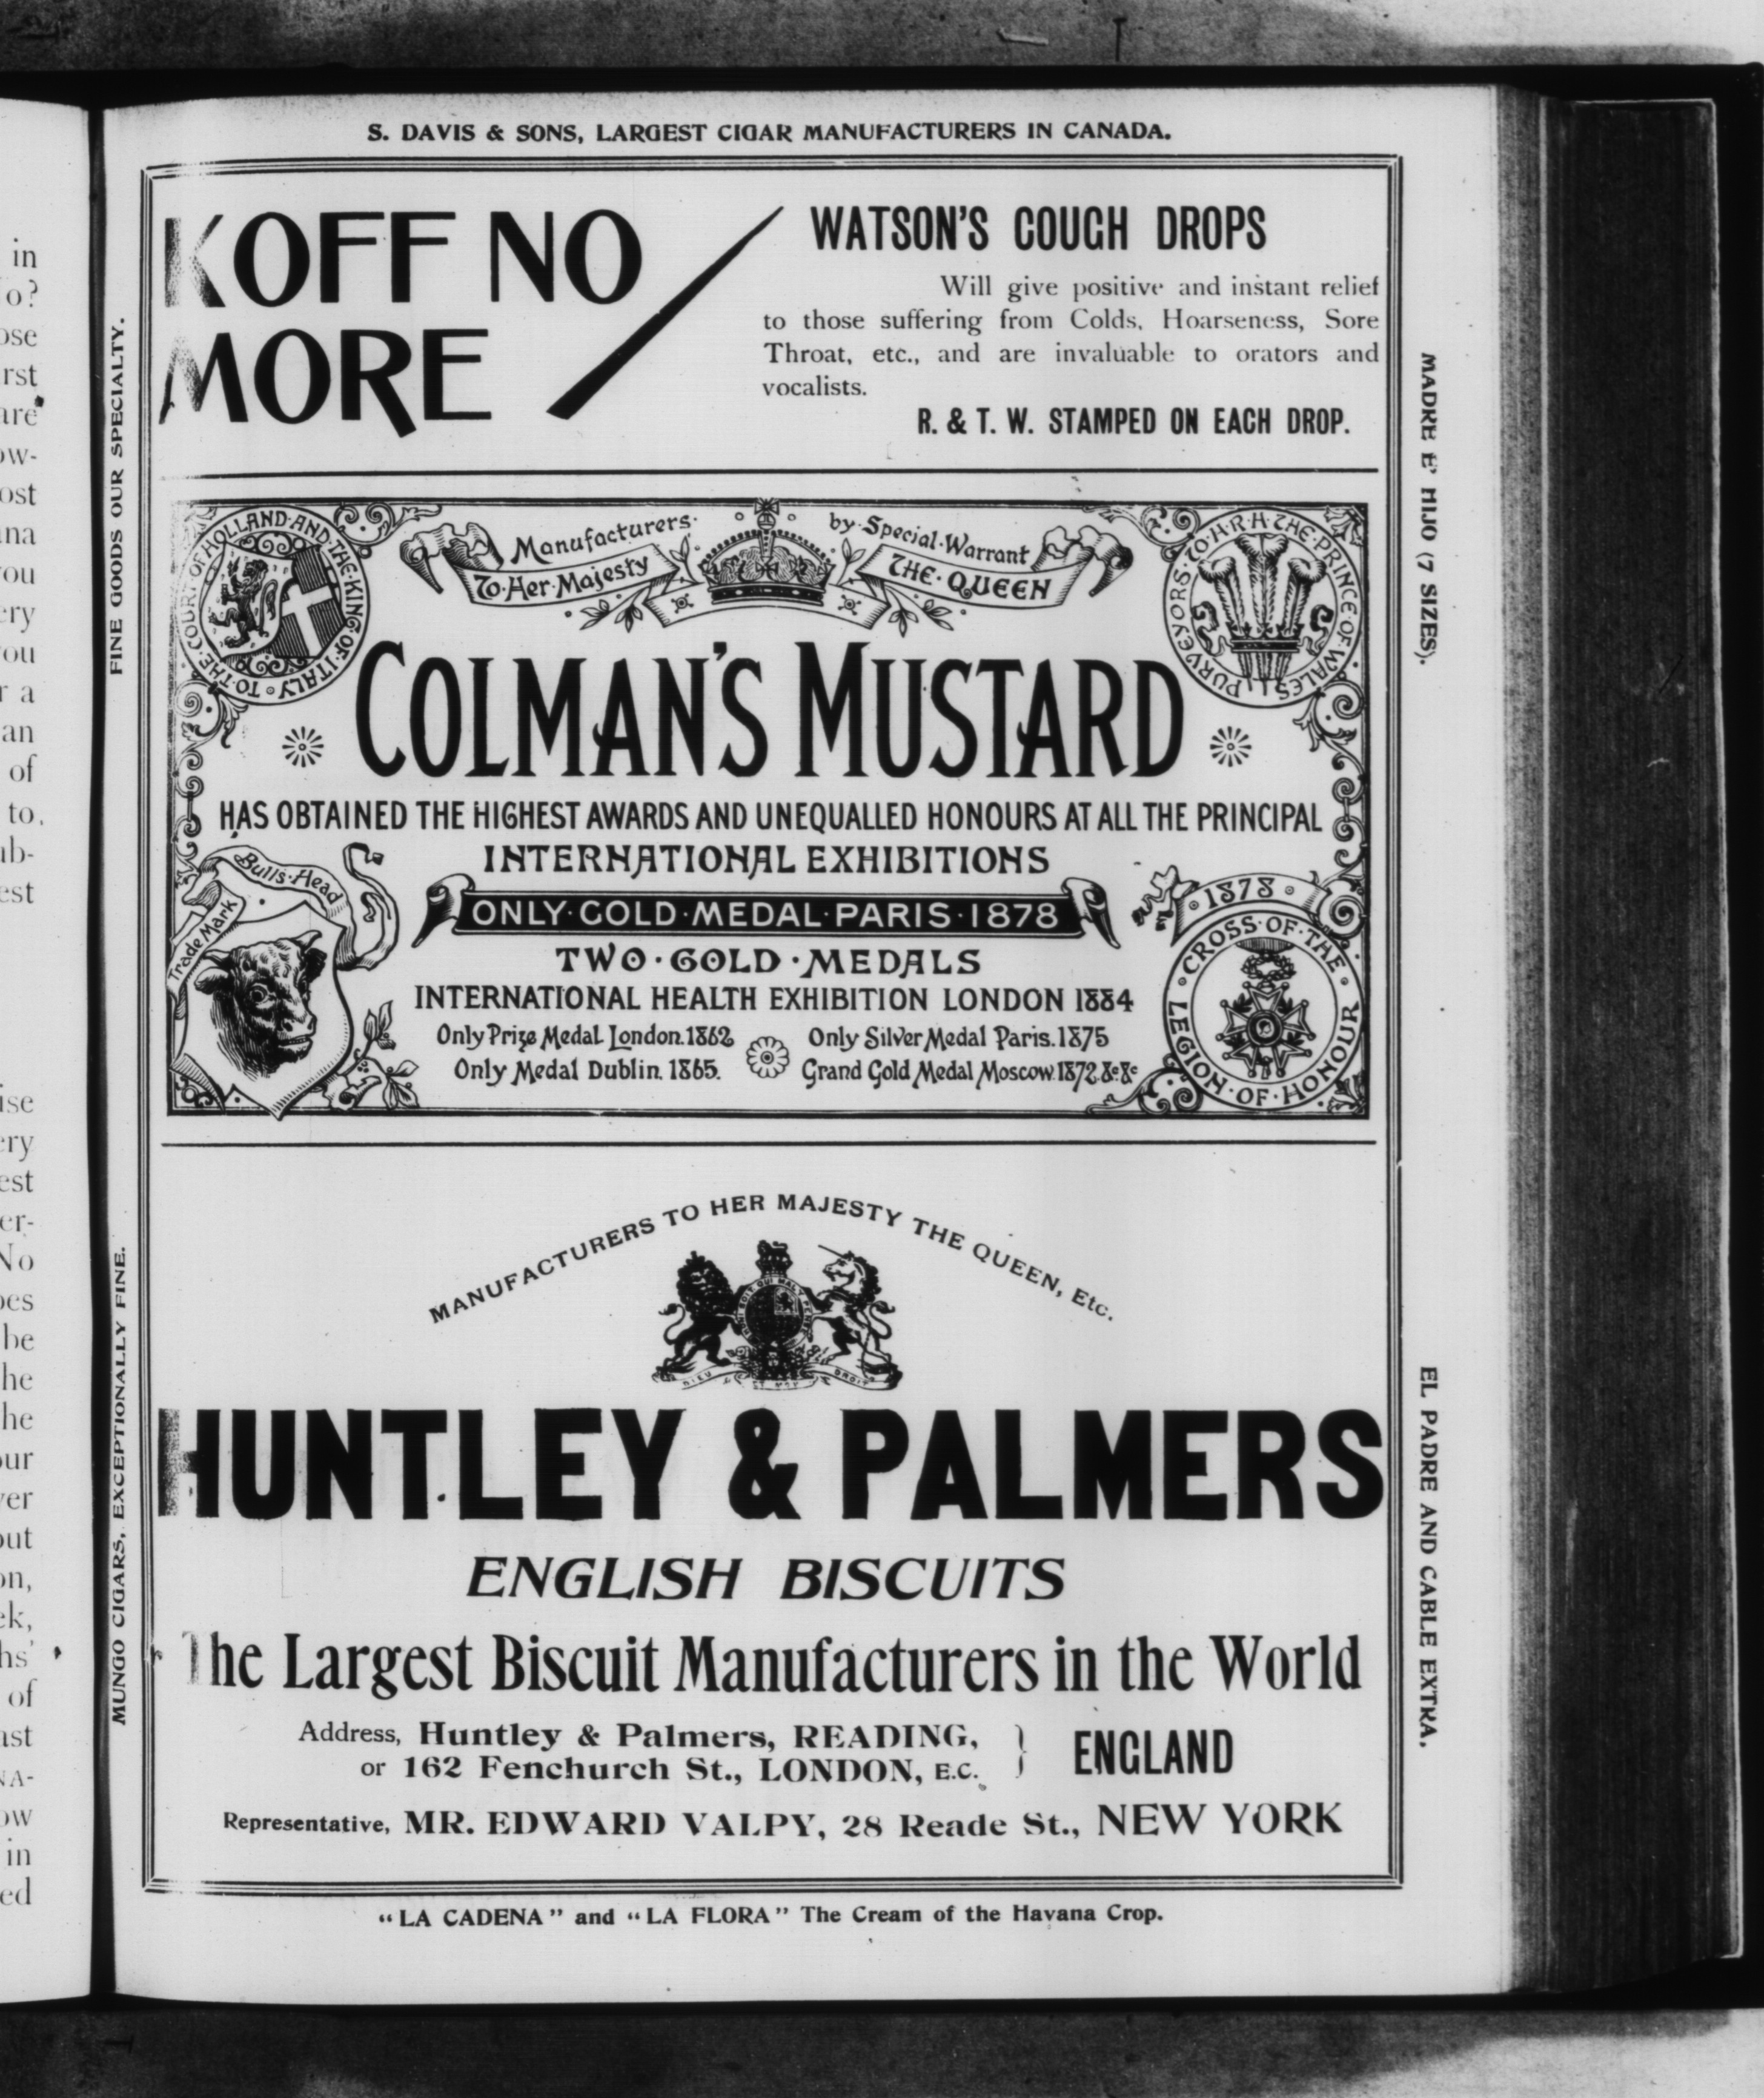 S. DAVIS & SONS, LARGEST CIGAR MANUFACTURERS IN CANADA.
FINE GOODS OUR SPECIALTY.
MUNGO CIGARS, EXCEPTIONALLY FINE.
KOFF NO
MORE
WATSON'S COUGH DROPS
Will give positive and instant relief
to those suffering from Colds, Hoarseness, Sore
Throat, etc., and are invaluable to orators and
vocalists.
R. & T. W. STAMPED ON EACH DROP.
TO·THE·COURT·OF·HOLLAND·AND·THE·KING·OF·ITALY
Manufacturers·
To·Her·Majesty
by·Special·Warrant
THE·QUEEN
PURVEYORS·TO·H·R·H·THE·PRINCE·OF·WALES
COLMAN'S MUSTARD
HAS OBTAINED THE HIGHEST AWARDS AND UNEQUALLED HONOURS AT ALL THE PRINCIPAL
INTERNATIONAL EXHIBITIONS
ONLY·GOLD·MEDAL·PARIS·1878
TWO·GOLD·MEDALS
INTERNATIONAL HEALTH EXHIBITION LONDON 1884
Only Prize Medal London.1862
Only Silver Medal Paris.1875
Only Medal Dublin. 1865.
Grand Gold Medal Moscow.1872.&c&c
Bulls·Head
Trade Mark
·1878·
·CROSS·OF·THE·
LEGION·OF·HONOUR
MANUFACTURERS TO HER MAJESTY THE QUEEN, Etc.
DIEU ET MON DROIT
HUNTLEY & PALMERS
ENGLISH BISCUITS
The Largest Biscuit Manufacturers in the World
Address, Huntley & Palmers, READING,
or 162 Fenchurch St., LONDON, E.C.
} ENGLAND
Representative, MR. EDWARD VALPY, 28 Reade St., NEW YORK
MADRE E' HIJO (7 SIZES).
EL PADRE AND CABLE EXTRA.
"LA CADENA" and "LA FLORA" The Cream of the Havana Crop.